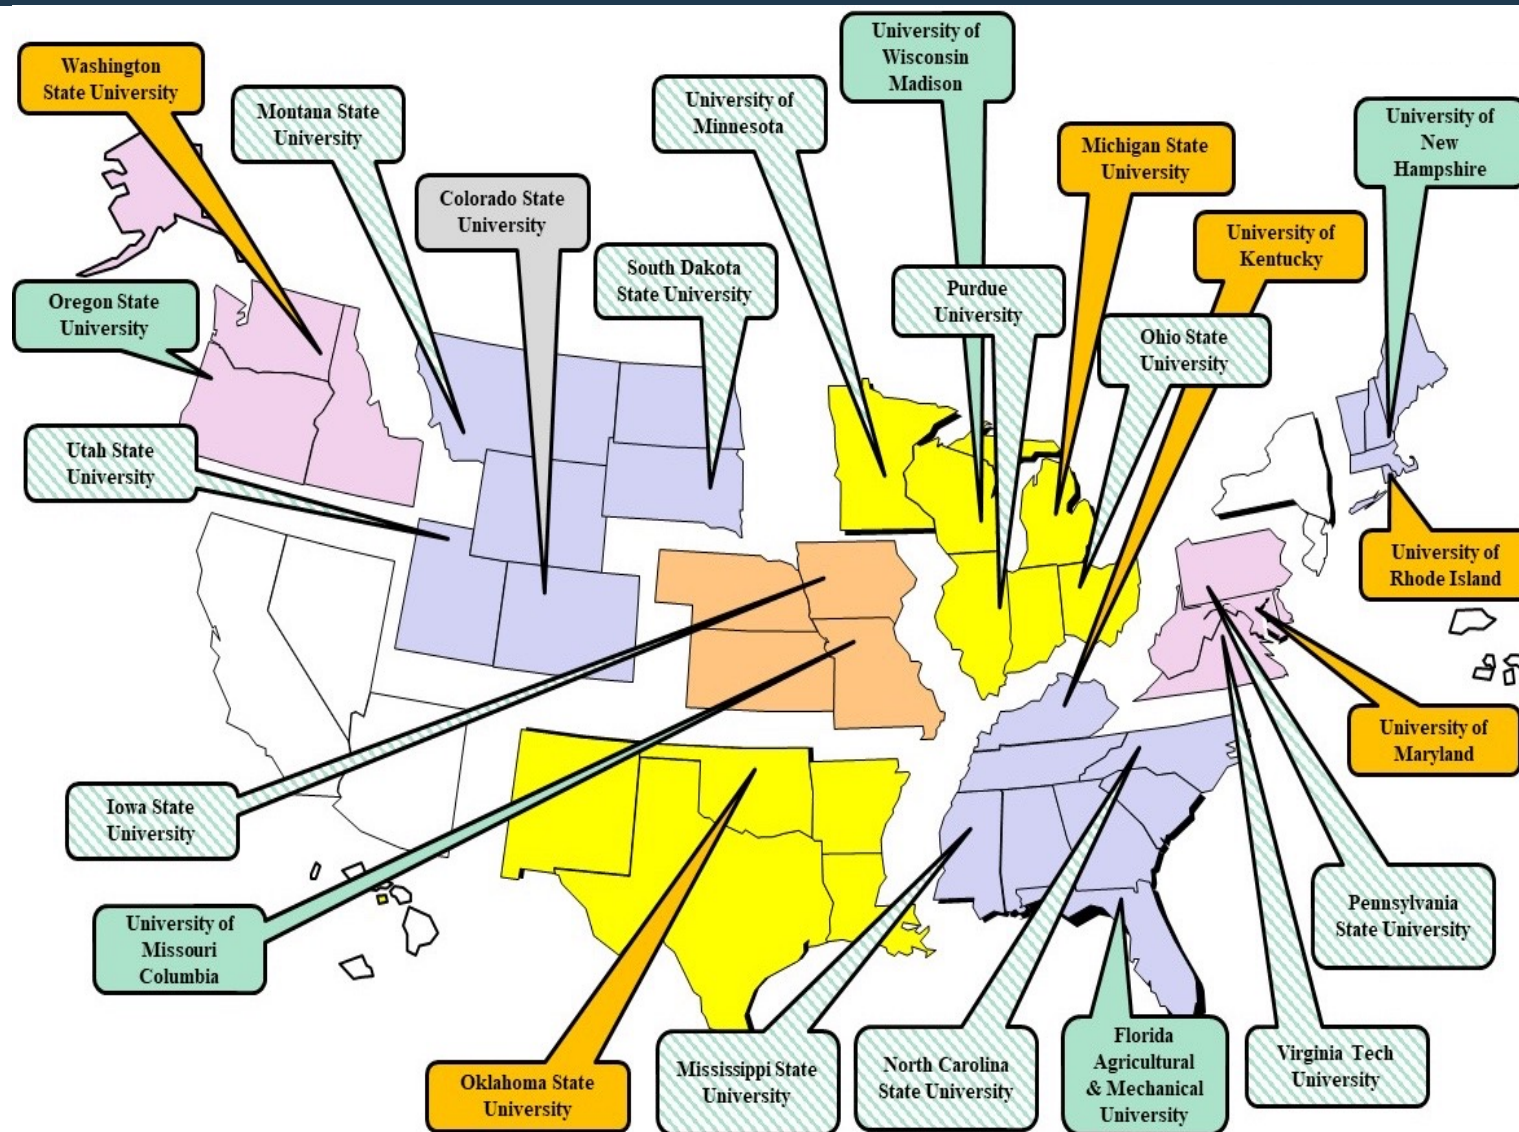 University of
Wisconsin
Madison
Washington
State University
Montana State
University
University of
Minnesota
University of
New
Hampshire
Michigan State
University
Colorado State
University
University of
Kentucky
South Dakota
State University
Purdue
University
Oregon State
University
Ohio State
University
Utah State
University
University of
Rhode Island
University of
Maryland
Iowa State
University
Pennsylvania
State University
University of
Missouri
Columbia
Oklahoma State
University
Mississippi State
University
North Carolina
State University
Florida
Agricultural
& Mechanical
University
Virginia Tech
University